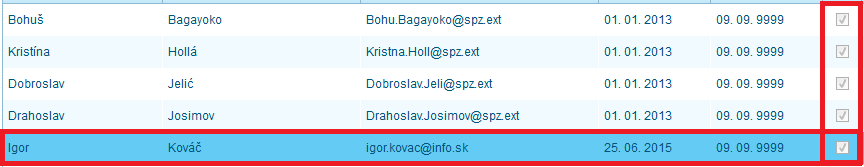 Bohuš Bagayoko Bohu.Bagayoko@spz.ext 01. 01. 2013 09. 09. 9999
Kristína Hollá Kristna.Holl@spz.ext 01. 01. 2013 09. 09. 9999
Dobroslav Jelić Dobroslav.Jeli@spz.ext 01. 01. 2013 09. 09. 9999
Drahoslav Josimov Drahoslav.Josimov@spz.ext 01. 01. 2013 09. 09. 9999
Igor Kováč igor.kovac@info.sk 25. 06. 2015 09. 09. 9999